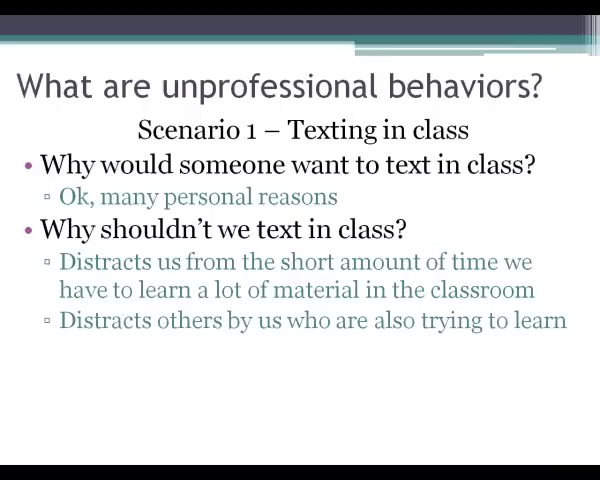 What are unprofessional behaviors?
Scenario 1 – Texting in class
• Why would someone want to text in class?
▫ Ok, many personal reasons
• Why shouldn’t we text in class?
▫ Distracts us from the short amount of time we
have to learn a lot of material in the classroom
▫ Distracts others by us who are also trying to learn